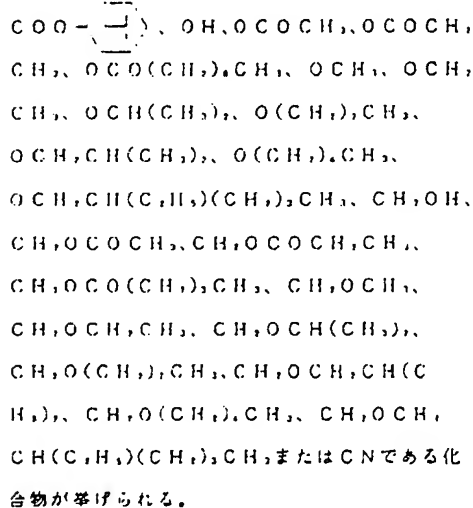 COO–、OH、OCOCH₃、OCOCH₂
CH₃、OCO(CH₂)₄CH₃、OCH₃、OCH₂
CH₃、OCH(CH₃)₂、O(CH₂)₂CH₃、
OCH₂CH(CH₃)₂、O(CH₂)₄CH₃、
OCH₂CH(C₂H₅)(CH₂)₃CH₃、CH₂OH、
CH₂OCOCH₃、CH₂OCOCH₂CH₃、
CH₂OCO(CH₂)₃CH₃、CH₂OCH₃、
CH₂OCH₂CH₃、CH₂OCH(CH₃)₂、
CH₂O(CH₂)₂CH₃、CH₂OCH₂CH(C
H₃)₂、CH₂O(CH₂)₄CH₃、CH₂OCH₂
CH(C₂H₅)(CH₂)₃CH₃またはCNである化
合物が挙げられる。